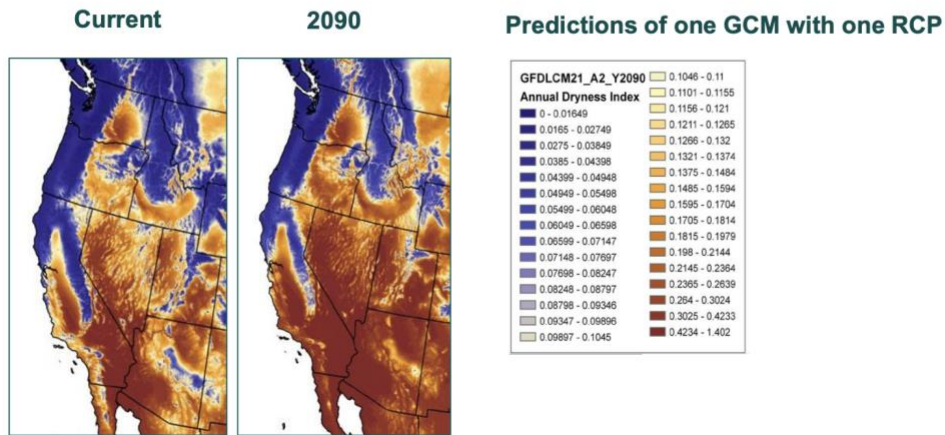 Current
2090
Predictions of one GCM with one RCP
GFDLCM21_A2_Y2090
Annual Dryness Index
0 - 0.01649
0.0165 - 0.02749
0.0275 - 0.03849
0.0385 - 0.04398
0.04399 - 0.04948
0.04949 - 0.05498
0.05499 - 0.06048
0.06049 - 0.06598
0.06599 - 0.07147
0.07148 - 0.07697
0.07698 - 0.08247
0.08248 - 0.08797
0.08798 - 0.09346
0.09347 - 0.09896
0.09897 - 0.1045
0.1046 - 0.11
0.1101 - 0.1155
0.1156 - 0.121
0.1211 - 0.1265
0.1266 - 0.132
0.1321 - 0.1374
0.1375 - 0.1484
0.1485 - 0.1594
0.1595 - 0.1704
0.1705 - 0.1814
0.1815 - 0.1979
0.198 - 0.2144
0.2145 - 0.2364
0.2365 - 0.2639
0.264 - 0.3024
0.3025 - 0.4233
0.4234 - 1.402